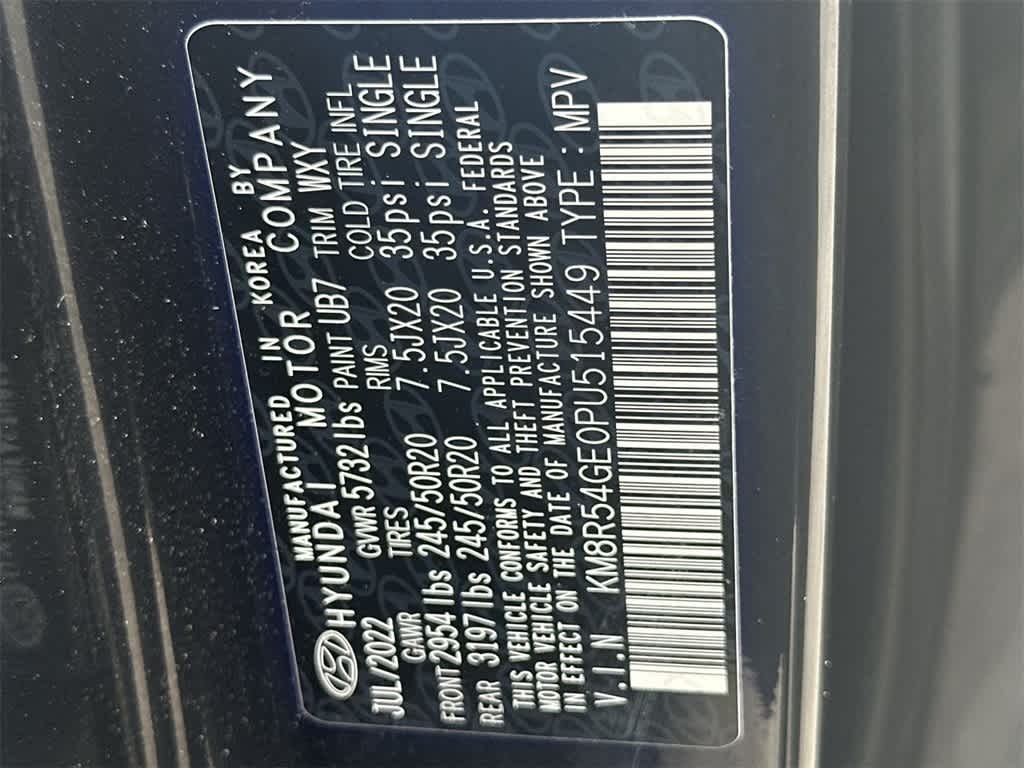 MANUFACTURED IN KOREA BY
HYUNDAI MOTOR COMPANY
JUL/2022 GVWR 5732 lbs PAINT UB7 TRIM WXY
GAWR TIRES RIMS COLD TIRE INFL
FRONT 2954 lbs 245/50R20 7.5JX20 35psi SINGLE
REAR 3197 lbs 245/50R20 7.5JX20 35psi SINGLE
THIS VEHICLE CONFORMS TO ALL APPLICABLE U.S.A. FEDERAL
MOTOR VEHICLE SAFETY AND THEFT PREVENTION STANDARDS
IN EFFECT ON THE DATE OF MANUFACTURE SHOWN ABOVE
V.I.N KM8R54GE0PU515449 TYPE : MPV